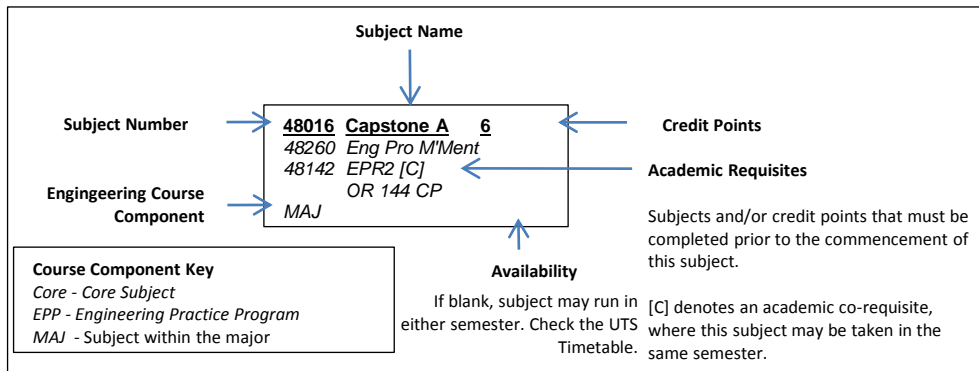 Subject Name
Subject Number
48016 Capstone A 6
48260 Eng Pro M'Ment
48142 EPR2 [C]
OR 144 CP
MAJ
Credit Points
Academic Requisites
Engingeering Course
Component
Subjects and/or credit points that must be
completed prior to the commencement of
this subject.
[C] denotes an academic co-requisite,
where this subject may be taken in the
same semester.
Availability
If blank, subject may run in
either semester. Check the UTS
Timetable.
Course Component Key
Core - Core Subject
EPP - Engineering Practice Program
MAJ - Subject within the major